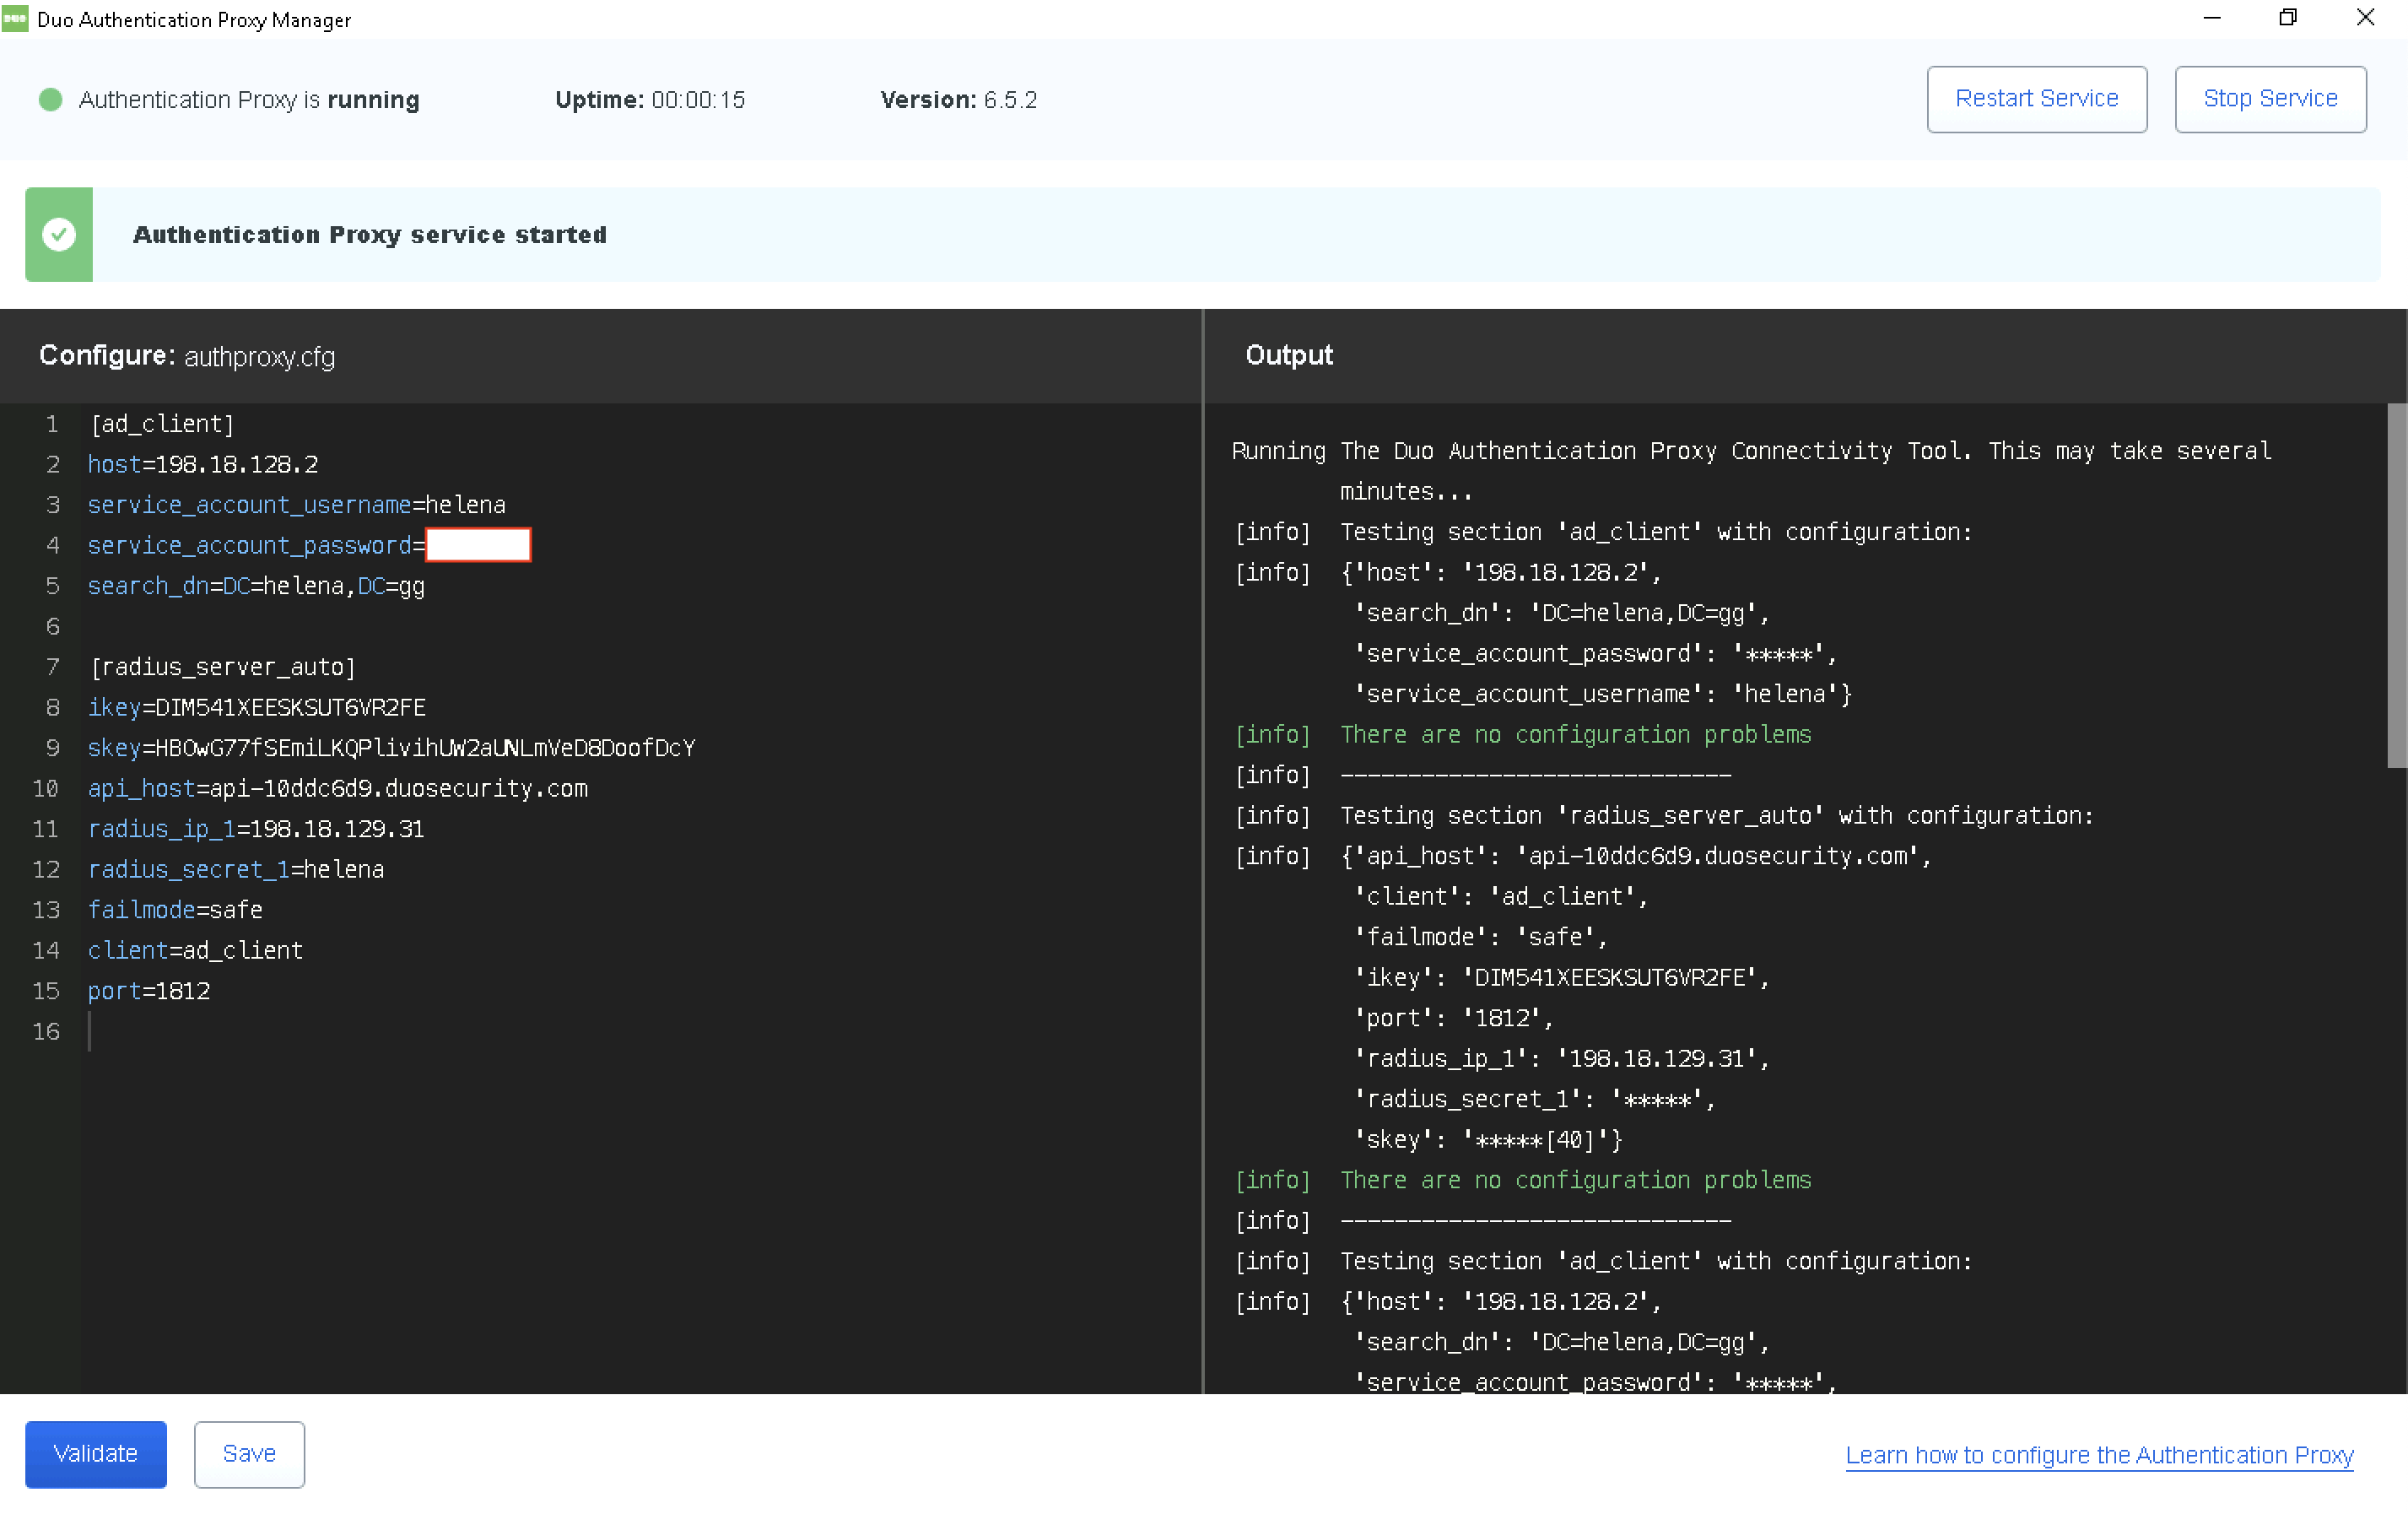 DUO Duo Authentication Proxy Manager
Authentication Proxy is running Uptime: 00:00:15 Version: 6.5.2 Restart Service Stop Service
Authentication Proxy service started
Configure: authproxy.cfg
1 [ad_client]
2 host=198.18.128.2
3 service_account_username=helena
4 service_account_password=
5 search_dn=DC=helena,DC=gg
6
7 [radius_server_auto]
8 ikey=DIM541XEESKSUT6VR2FE
9 skey=HBOwG77fSEmiLKQPlivihUW2aUNLmVeD8DoofDcY
10 api_host=api-10ddc6d9.duosecurity.com
11 radius_ip_1=198.18.129.31
12 radius_secret_1=helena
13 failmode=safe
14 client=ad_client
15 port=1812
16
Output
Running The Duo Authentication Proxy Connectivity Tool. This may take several
minutes...
[info] Testing section 'ad_client' with configuration:
[info] {'host': '198.18.128.2',
'search_dn': 'DC=helena,DC=gg',
'service_account_password': '*****',
'service_account_username': 'helena'}
[info] There are no configuration problems
[info] -----------------------------
[info] Testing section 'radius_server_auto' with configuration:
[info] {'api_host': 'api-10ddc6d9.duosecurity.com',
'client': 'ad_client',
'failmode': 'safe',
'ikey': 'DIM541XEESKSUT6VR2FE',
'port': '1812',
'radius_ip_1': '198.18.129.31',
'radius_secret_1': '*****',
'skey': '*****[40]'}
[info] There are no configuration problems
[info] -----------------------------
[info] Testing section 'ad_client' with configuration:
[info] {'host': '198.18.128.2',
'search_dn': 'DC=helena,DC=gg',
'service_account_password': '*****',
Validate Save
Learn how to configure the Authentication Proxy